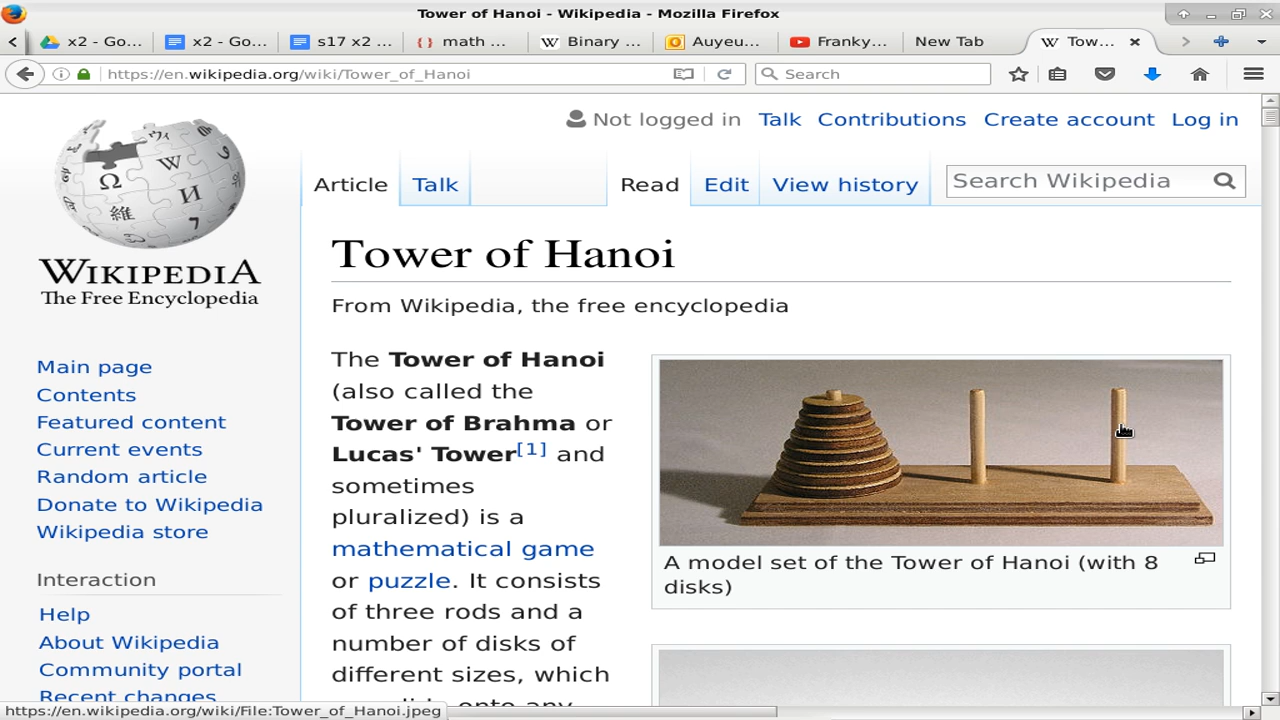 Tower of Hanoi - Wikipedia - Mozilla Firefox
x2 - Go... x2 - Go... s17 x2 ... { } math ... W Binary ... Auyeu... Franky... New Tab W Tow...
https://en.wikipedia.org/wiki/Tower_of_Hanoi Search
Not logged in Talk Contributions Create account Log in
Article Talk Read Edit View history Search Wikipedia
WIKIPEDIA
The Free Encyclopedia
Main page
Contents
Featured content
Current events
Random article
Donate to Wikipedia
Wikipedia store
Interaction
Help
About Wikipedia
Community portal
Recent changes
Tower of Hanoi
From Wikipedia, the free encyclopedia
The Tower of Hanoi
(also called the
Tower of Brahma or
Lucas' Tower[1] and
sometimes
pluralized) is a
mathematical game
or puzzle. It consists
of three rods and a
number of disks of
different sizes, which
A model set of the Tower of Hanoi (with 8
disks)
https://en.wikipedia.org/wiki/File:Tower_of_Hanoi.jpeg